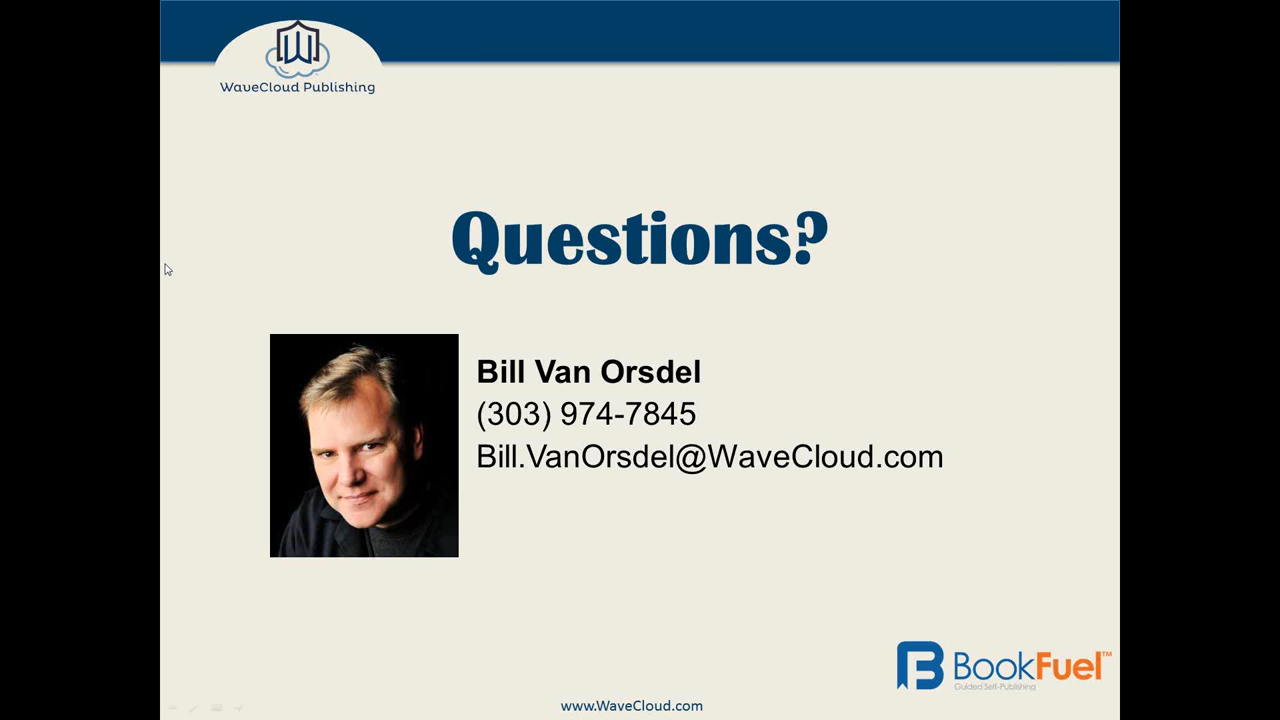 W
WaveCloud Publishing
Questions?
Bill Van Orsdel
(303) 974-7845
Bill.VanOrsdel@WaveCloud.com
B BookFuel™
Guided Self-Publishing
www.WaveCloud.com